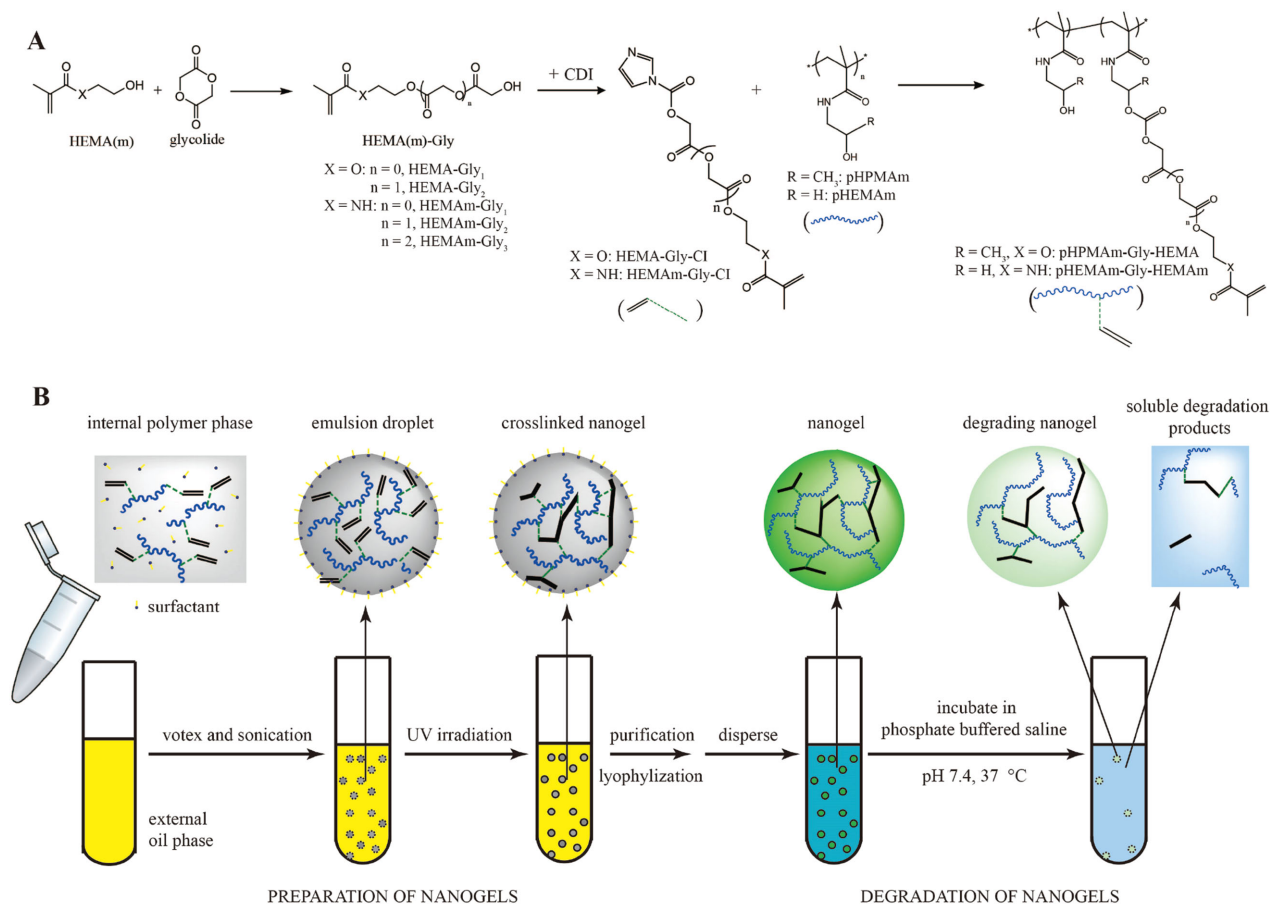 A
HEMA(m)
+
glycolide
HEMA(m)-Gly
X = O: n = 0, HEMA-Gly1
n = 1, HEMA-Gly2
X = NH: n = 0, HEMAm-Gly1
n = 1, HEMAm-Gly2
n = 2, HEMAm-Gly3
+ CDI
X = O: HEMA-Gly-CI
X = NH: HEMAm-Gly-CI
+
R = CH3: pHPMAm
R = H: pHEMAm
R = CH3, X = O: pHPMAm-Gly-HEMA
R = H, X = NH: pHEMAm-Gly-HEMAm
B
internal polymer phase
emulsion droplet
crosslinked nanogel
nanogel
degrading nanogel
soluble degradation
products
surfactant
votex and sonication
UV irradiation
purification
lyophylization
disperse
incubate in
phosphate buffered saline
pH 7.4, 37 °C
external
oil phase
PREPARATION OF NANOGELS
DEGRADATION OF NANOGELS